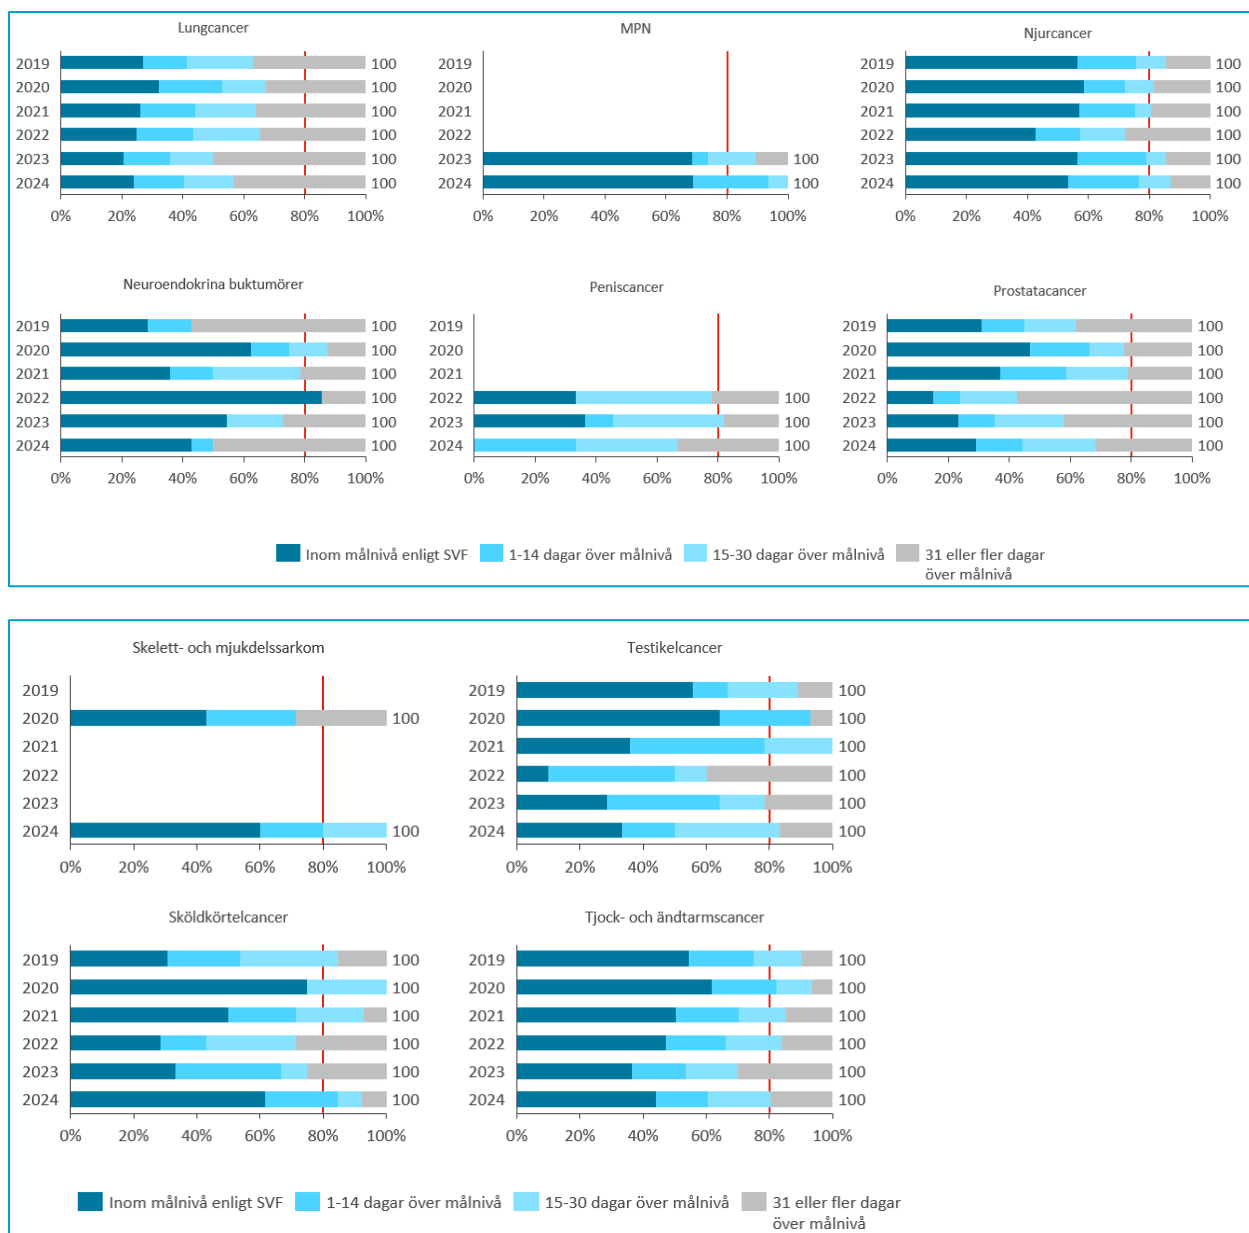 Lungcancer
2019 100
2020 100
2021 100
2022 100
2023 100
2024 100
0% 20% 40% 60% 80% 100%
MPN
2019
2020
2021
2022
2023 100
2024 100
0% 20% 40% 60% 80% 100%
Njurcancer
2019 100
2020 100
2021 100
2022 100
2023 100
2024 100
0% 20% 40% 60% 80% 100%
Neuroendokrina buktumörer
2019 100
2020 100
2021 100
2022 100
2023 100
2024 100
0% 20% 40% 60% 80% 100%
Peniscancer
2019
2020
2021
2022 100
2023 100
2024 100
0% 20% 40% 60% 80% 100%
Prostatacancer
2019 100
2020 100
2021 100
2022 100
2023 100
2024 100
0% 20% 40% 60% 80% 100%
Inom målnivå enligt SVF 1-14 dagar över målnivå 15-30 dagar över målnivå 31 eller fler dagar
över målnivå
Skelett- och mjukdelssarkom
2019
2020 100
2021
2022
2023
2024 100
0% 20% 40% 60% 80% 100%
Testikelcancer
2019 100
2020 100
2021 100
2022 100
2023 100
2024 100
0% 20% 40% 60% 80% 100%
Sköldkörtelcancer
2019 100
2020 100
2021 100
2022 100
2023 100
2024 100
0% 20% 40% 60% 80% 100%
Tjock- och ändtarmscancer
2019 100
2020 100
2021 100
2022 100
2023 100
2024 100
0% 20% 40% 60% 80% 100%
Inom målnivå enligt SVF 1-14 dagar över målnivå 15-30 dagar över målnivå 31 eller fler dagar
över målnivå